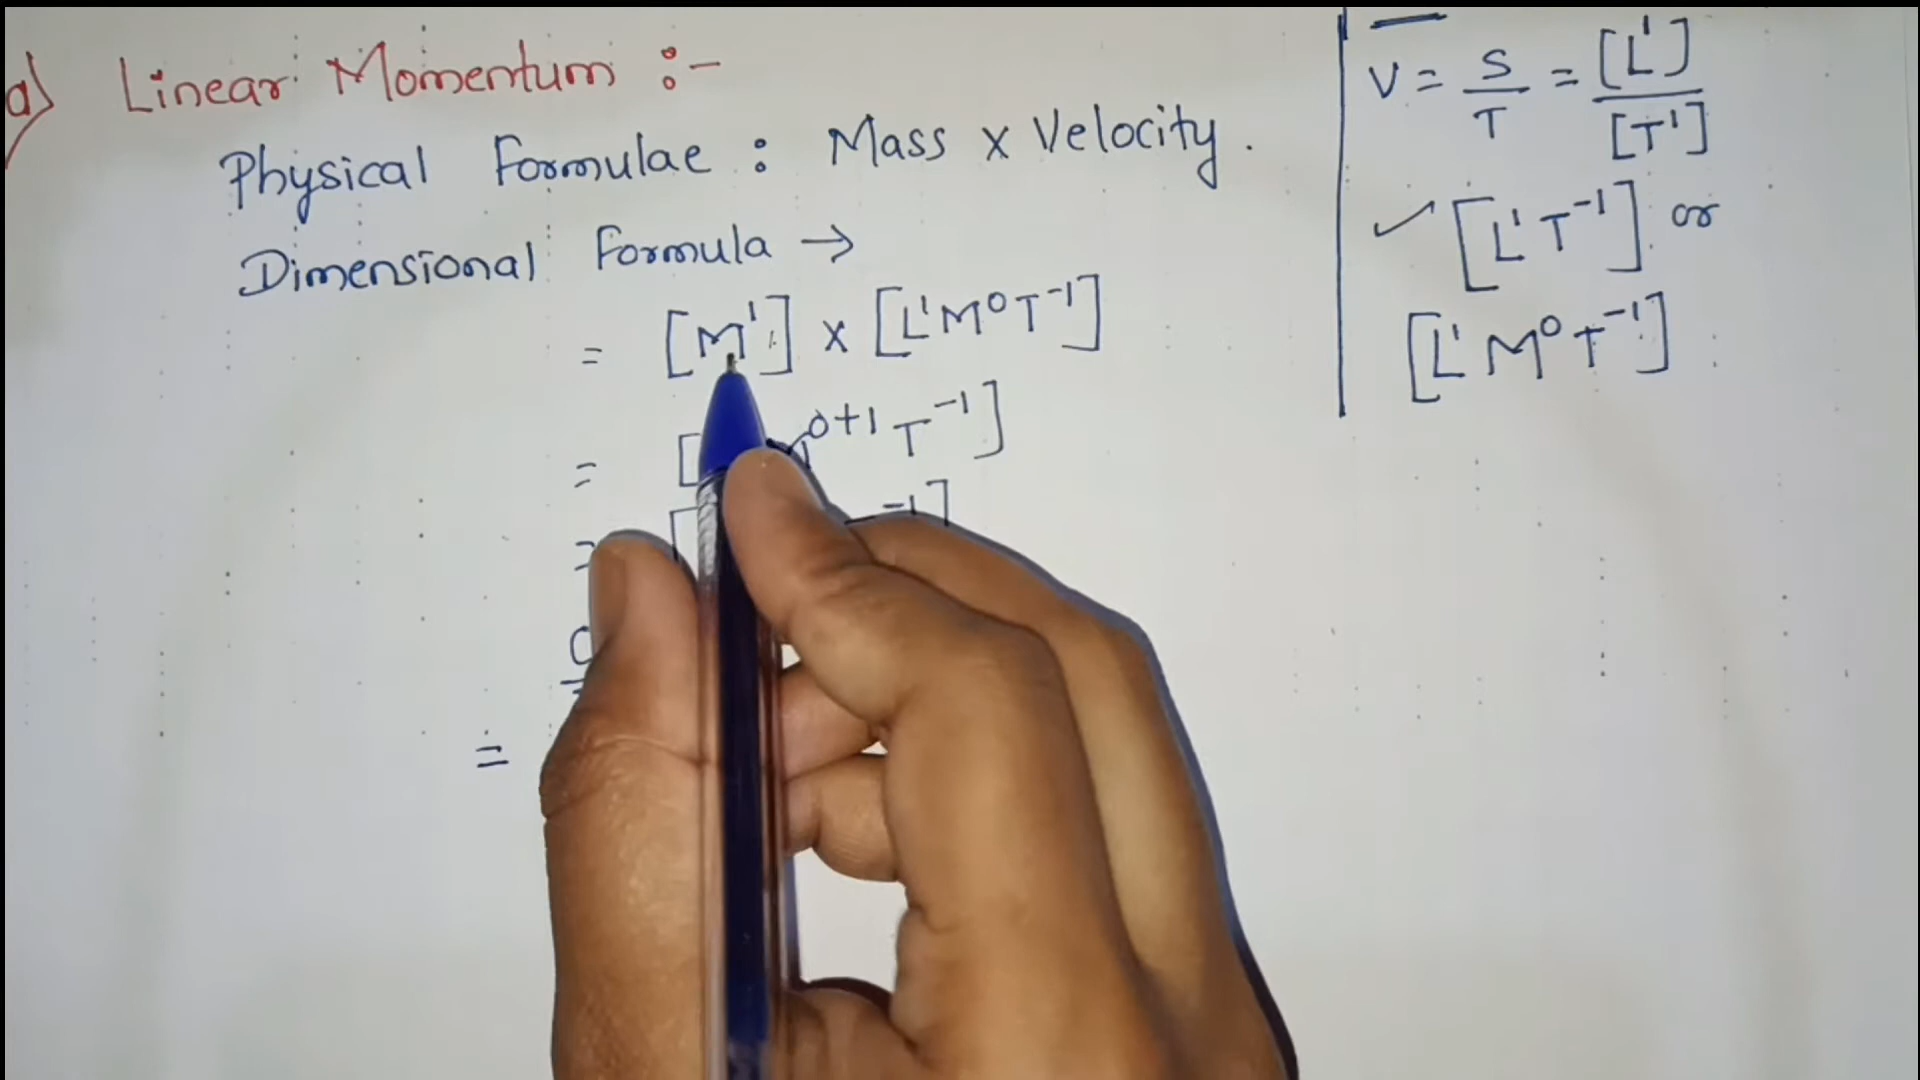 a) Linear Momentum :-
Physical Formulae : Mass x Velocity.
Dimensional Formula →
= [M¹] x [L¹M⁰T⁻¹]
= [ ⁰⁺¹ T⁻¹]
= [ ⁻¹]
=
V = S/T = [L¹]/[T¹]
✓ [L¹T⁻¹] or
[L¹M⁰T⁻¹]